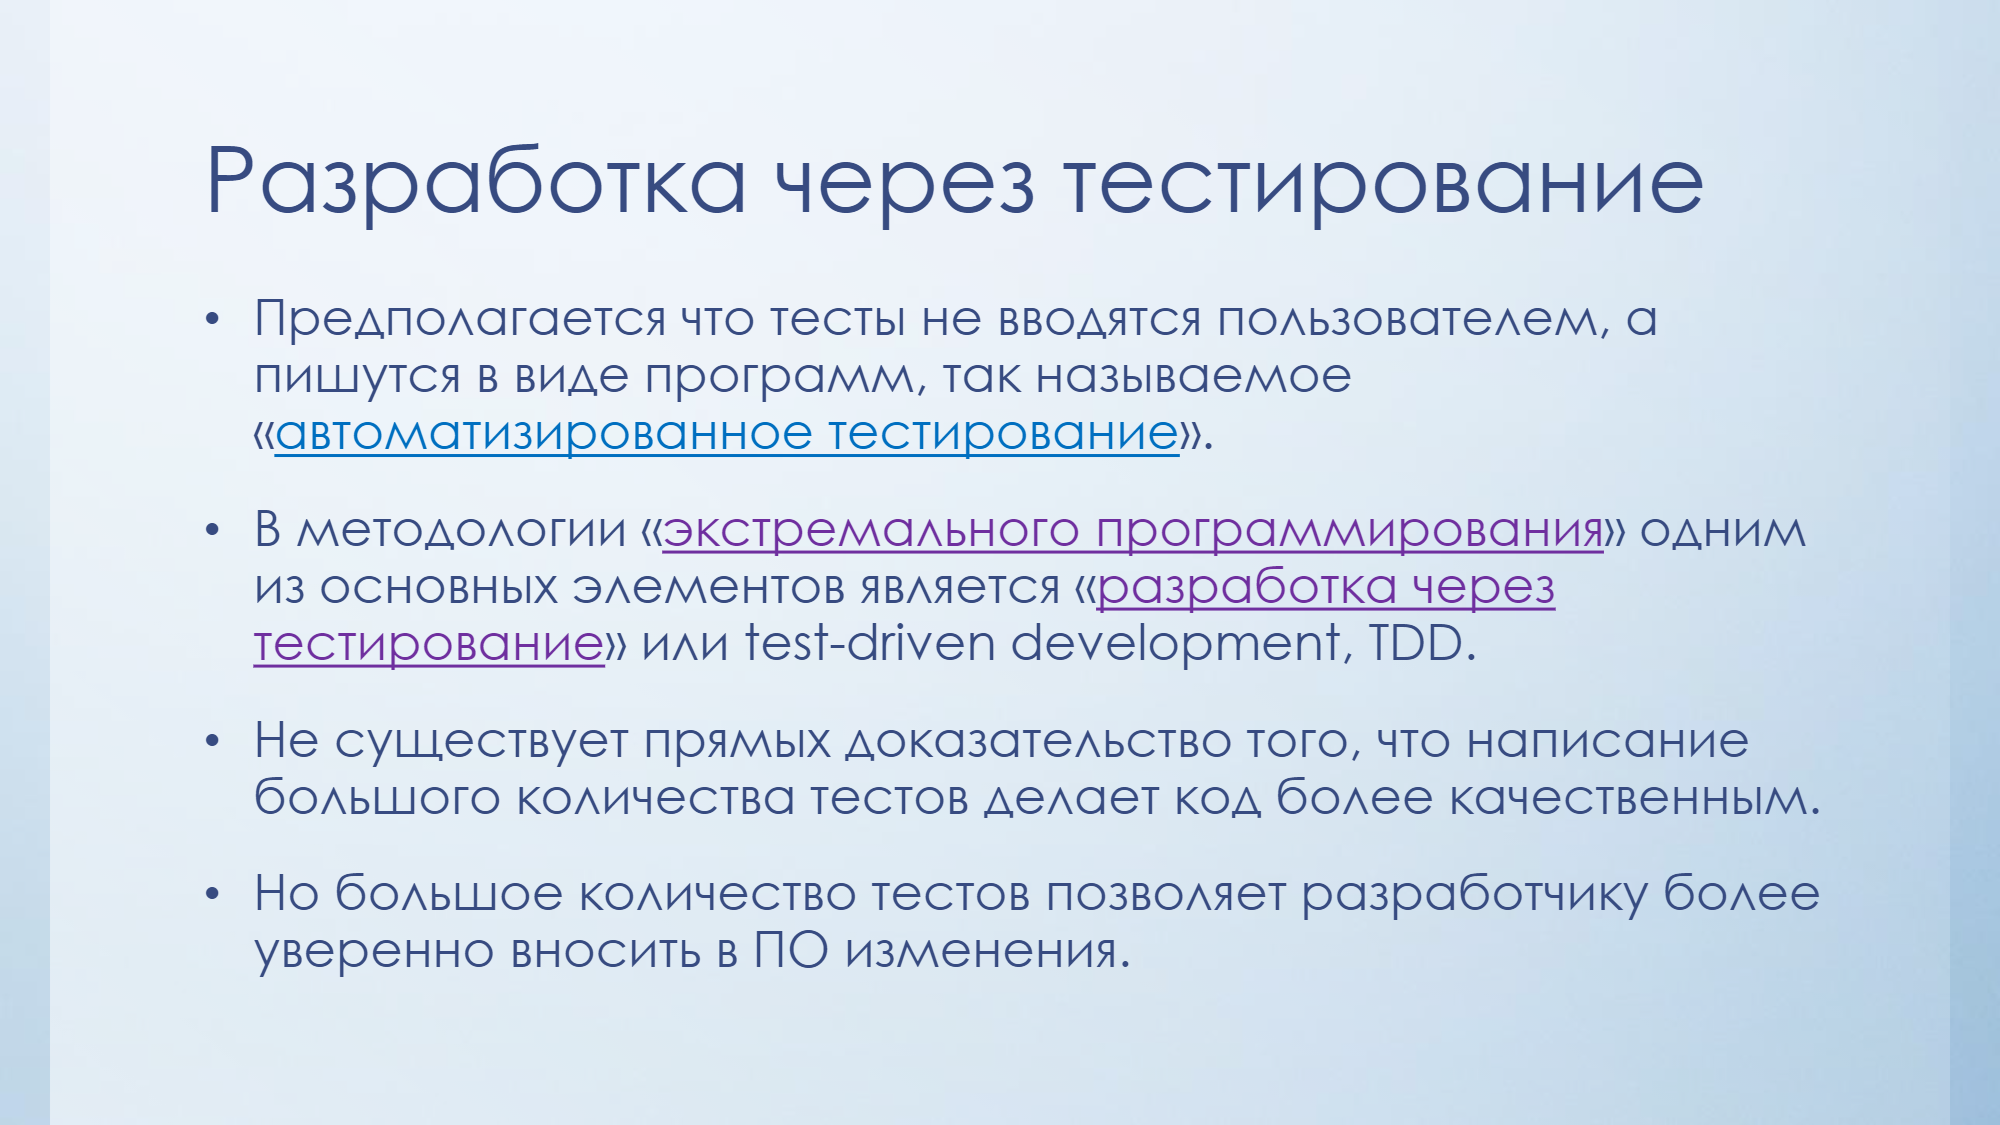 Разработка через тестирование
• Предполагается что тесты не вводятся пользователем, а
пишутся в виде программ, так называемое
«автоматизированное тестирование».
• В методологии «экстремального программирования» одним
из основных элементов является «разработка через
тестирование» или test-driven development, TDD.
• Не существует прямых доказательство того, что написание
большого количества тестов делает код более качественным.
• Но большое количество тестов позволяет разработчику более
уверенно вносить в ПО изменения.